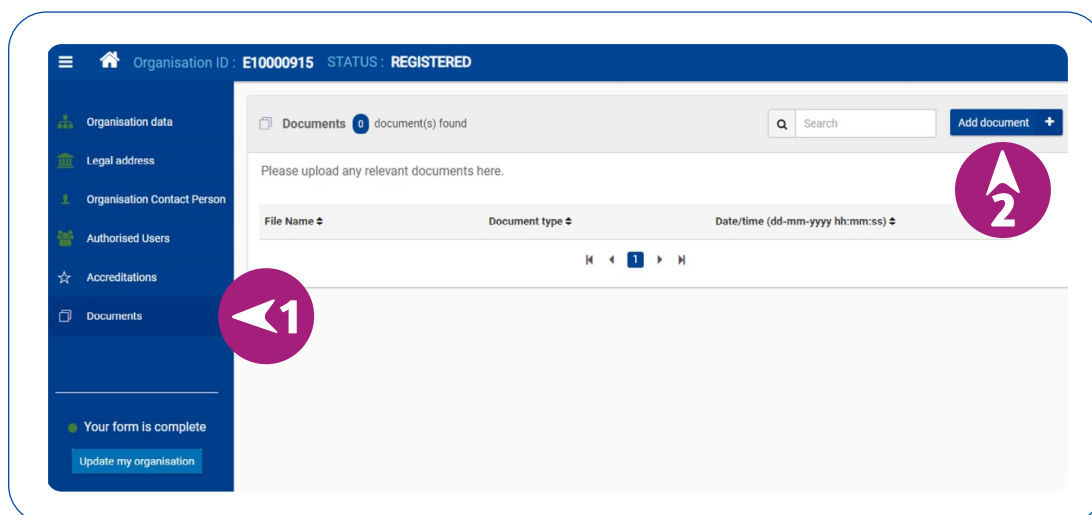 Organisation ID : E10000915 STATUS : REGISTERED
Organisation data
Legal address
Organisation Contact Person
Authorised Users
Accreditations
Documents
1
Your form is complete
Update my organisation
Documents 0 document(s) found
Search
Add document +
2
Please upload any relevant documents here.
File Name Document type Date/time (dd-mm-yyyy hh:mm:ss)
1